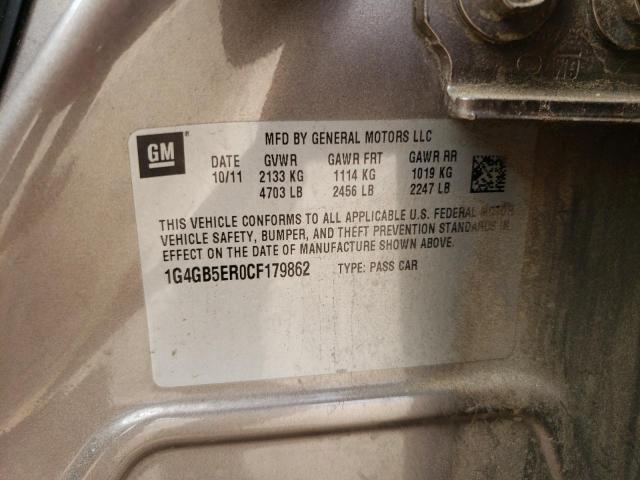 GM
MFD BY GENERAL MOTORS LLC
DATE GVWR GAWR FRT GAWR RR
10/11 2133 KG 1114 KG 1019 KG
4703 LB 2456 LB 2247 LB
THIS VEHICLE CONFORMS TO ALL APPLICABLE U.S. FEDERAL MOTOR
VEHICLE SAFETY, BUMPER, AND THEFT PREVENTION STANDARDS IN
EFFECT ON THE DATE OF MANUFACTURE SHOWN ABOVE.
1G4GB5ER0CF179862 TYPE: PASS CAR